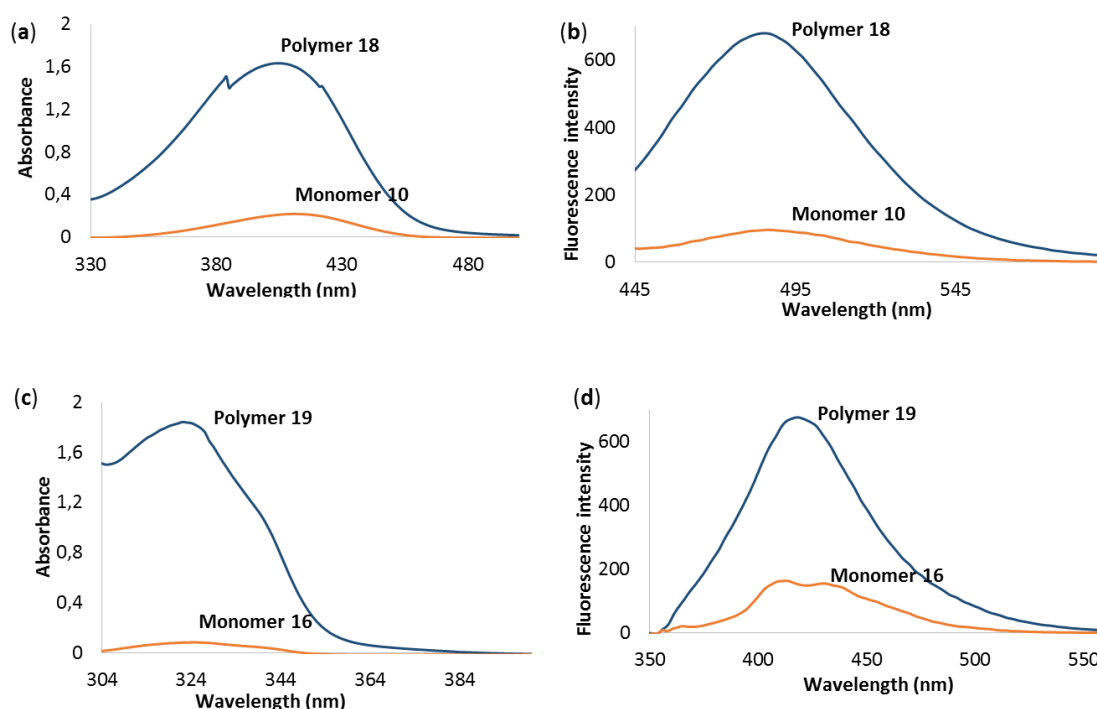 (a)
Absorbance
2
1,6
1,2
0,8
0,4
0
Polymer 18
Monomer 10
330 380 430 480
Wavelength (nm)
(b)
Fluorescence intensity
600
400
200
0
Polymer 18
Monomer 10
445 495 545
Wavelength (nm)
(c)
Absorbance
2
1,6
1,2
0,8
0,4
0
Polymer 19
Monomer 16
304 324 344 364 384
Wavelength (nm)
(d)
Fluorescence intensity
600
400
200
0
Polymer 19
Monomer 16
350 400 450 500 550
Wavelength (nm)